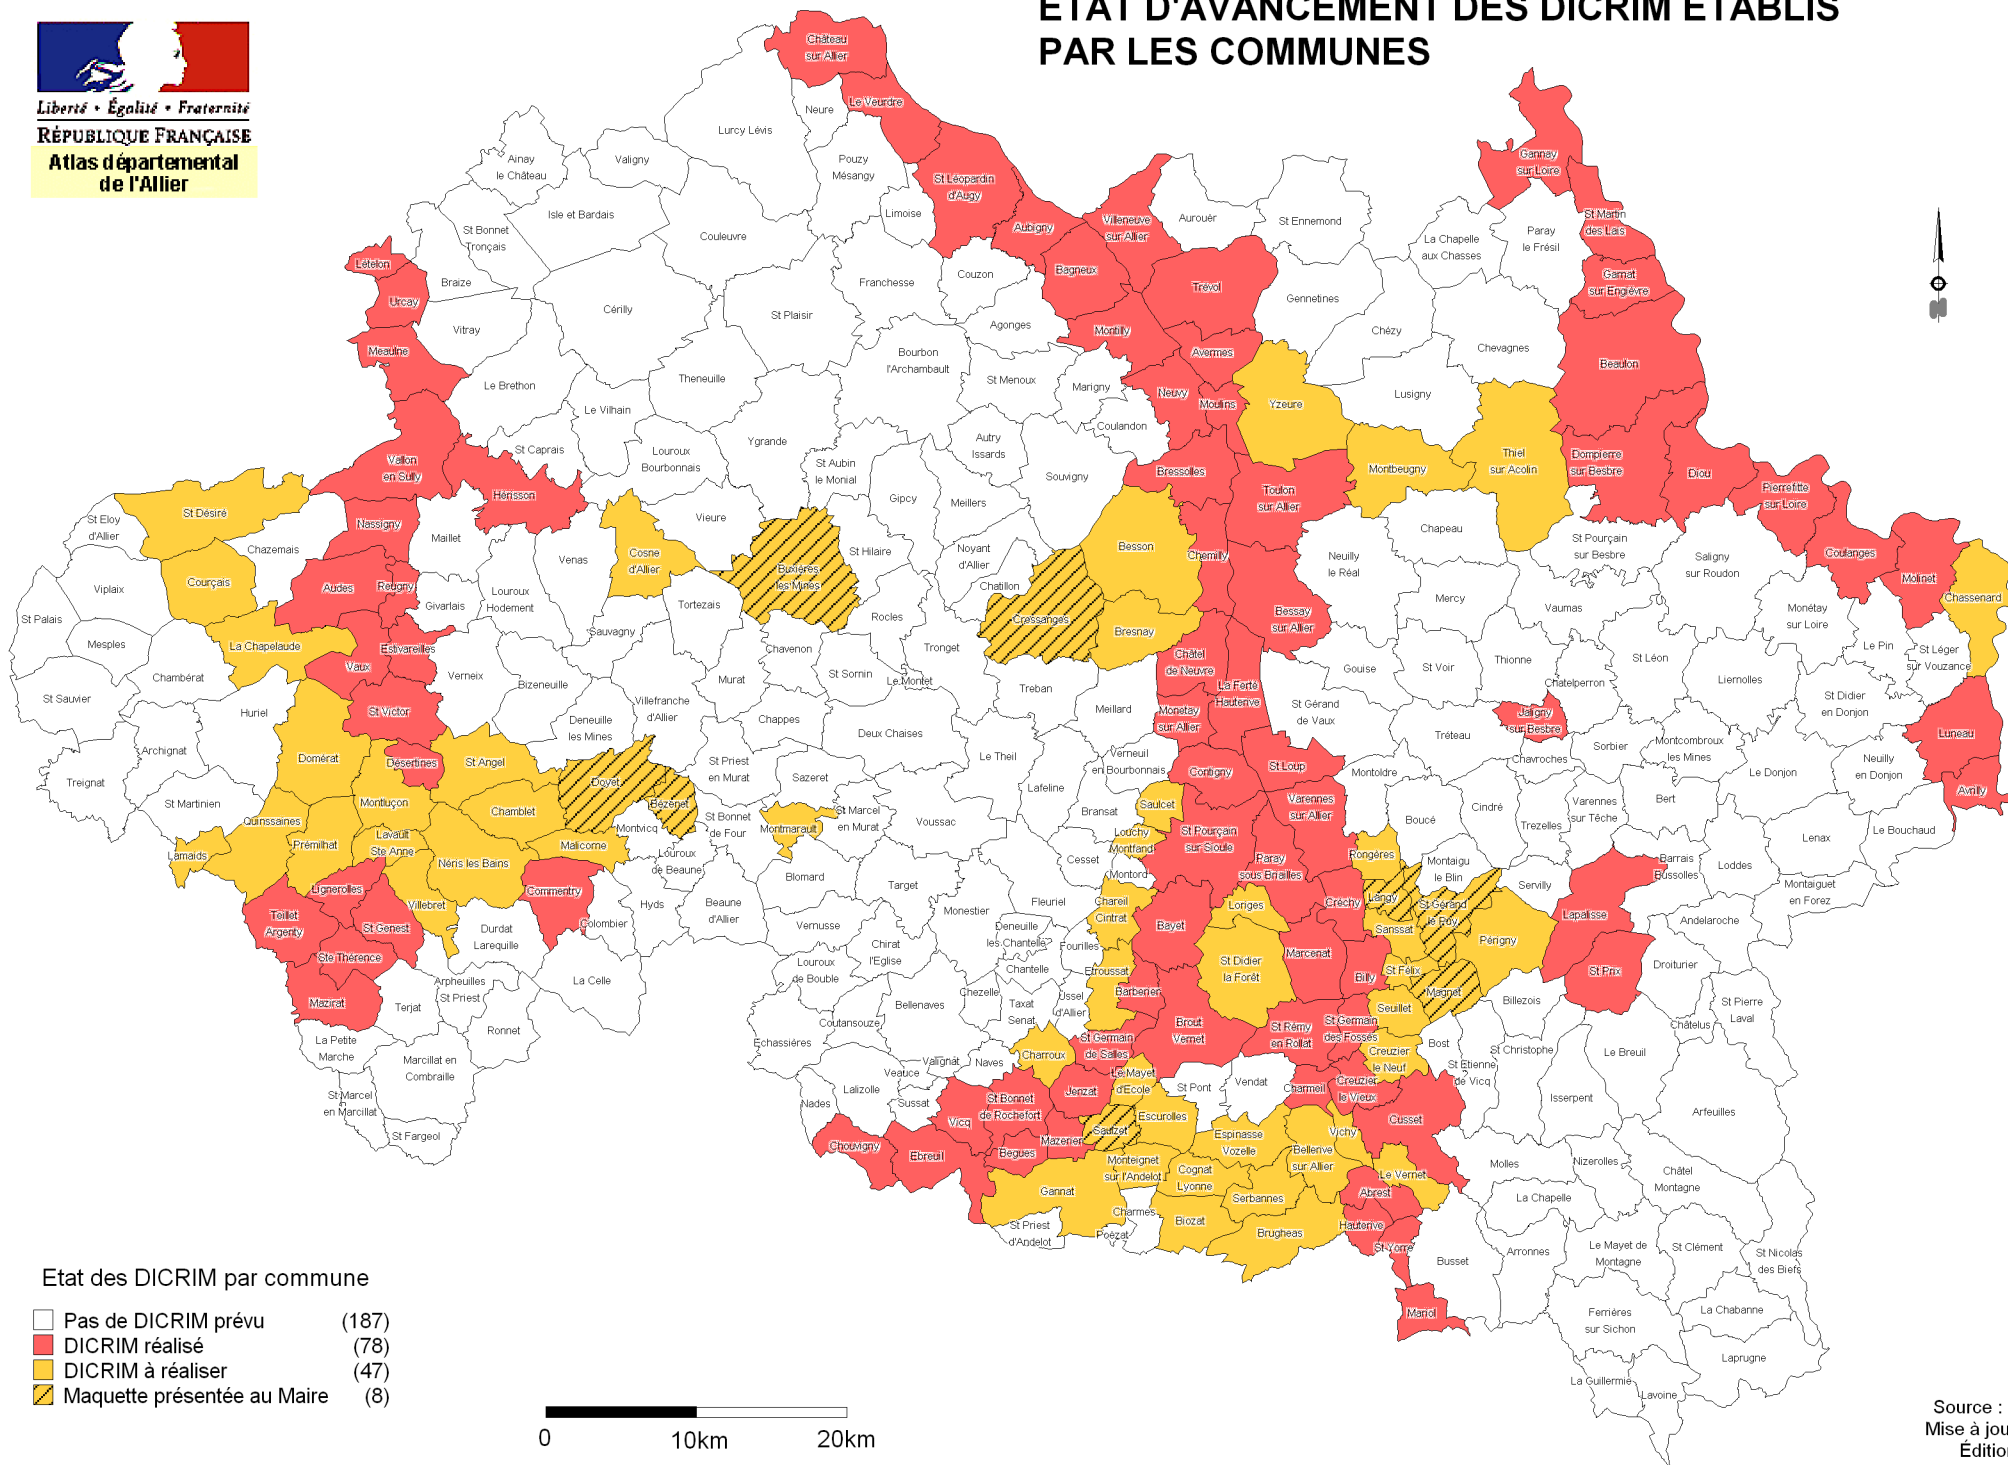 ETAT D'AVANCEMENT DES DICRIM ETABLIS
PAR LES COMMUNES
Liberté • Égalité • Fraternité
RÉPUBLIQUE FRANÇAISE
Atlas départemental
de l'Allier
Château
sur Allier
Le Veurdre
Neure
Lurcy Lévis
Pouzy
Mésangy
Limoise
St Léopardin
d'Augy
Aubigny
Villeneuve
sur Allier
Aurouër
St Ennemond
Gannay
sur Loire
St Martin
des Lais
Paray
le Frésil
La Chapelle
aux Chasses
Garnat
sur Engièvre
Ainay
le Château
Valigny
Isle et Bardais
St Bonnet
Tronçais
Couleuvre
Braize
Lételon
Urçay
Vitray
Meaulne
Cérilly
St Plaisir
Franchesse
Couzon
Bagneux
Trévol
Gennetines
Chézy
Chevagnes
Beaulon
Agonges
Montilly
Avermes
Bourbon
l'Archambault
St Menoux
Marigny
Neuvy
Moulins
Yzeure
Lusigny
Coulandon
Le Brethon
Theneuille
Le Vilhain
Ygrande
St Caprais
Louroux
Bourbonnais
St Aubin
le Monial
Autry
Issards
Souvigny
Bressolles
Toulon
sur Allier
Montbeugny
Thiel
sur Acolin
Dompierre
sur Besbre
Diou
Pierrefitte
sur Loire
Vallon
en Sully
Hérisson
Nassigny
Maillet
St Désiré
St Eloy
d'Allier
Chazemais
Courçais
Viplaix
St Palais
Mesples
Audes
Reugny
Givarlais
Louroux
Hodement
Venas
Cosne
d'Allier
Vieure
Buxières
les Mines
St Hilaire
Gipcy
Meillers
Noyant
d'Allier
Chatillon
Cressanges
Besson
Chemilly
Bresnay
Bessay
sur Allier
Neuilly
le Réal
Chapeau
Mercy
St Pourçain
sur Besbre
Saligny
sur Roudon
Vaumas
Monétay
sur Loire
Coulanges
Molinet
Chassenard
Le Pin
St Léger
sur Vouzance
La Chapelaude
Estivareilles
Vaux
Chambérat
Huriel
St Sauvier
Archignat
Treignat
St Martinien
St Victor
Verneix
Bizeneuille
Sauvagny
Tortezais
Chavenon
Rocles
Tronget
St Sornin
Le Montet
Murat
Villefranche
d'Allier
Deneuille
les Mines
Chappes
Deux Chaises
Treban
Meillard
Châtel
de Neuvre
La Ferté
Hauterive
Monetay
sur Allier
Gouise
St Voir
Thionne
Chatelperron
St Léon
Liernolles
St Didier
en Donjon
St Gérand
de Vaux
Tréteau
Jaligny
sur Besbre
Sorbier
Montcombroux
les Mines
Chavroches
Le Donjon
Neuilly
en Donjon
Luneau
Avrilly
Domérat
Désertines
St Angel
Montluçon
Chamblet
Doyet
Bézenet
Quinssaines
Prémilhat
Lavault
Ste Anne
Néris les Bains
Malicorne
Lamaids
Montvicq
St Priest
en Murat
Sazeret
St Bonnet
de Four
Montmarault
St Marcel
en Murat
Voussac
Le Theil
Lafeline
Verneuil
en Bourbonnais
Bransat
Saulcet
Contigny
St Loup
Varennes
sur Allier
Montoldre
Boucé
Cindré
Trezelles
Varennes
sur Tèche
Bert
Lenax
Le Bouchaud
Louchy
Montfand
St Pourçain
sur Sioule
Paray
sous Briailles
Rongères
Montaigu
le Blin
Cesset
Montord
Langy
St Gérand
le Puy
Servilly
Barrais
Bussolles
Loddes
Montaiguet
en Forez
Lignerolles
Teillet
Argenty
St Genest
Villebret
Commentry
Colombier
Durdat
Larequille
Hyds
Louroux
de Beaune
Beaune
d'Allier
Blomard
Target
Vernusse
Monestier
Fleuriel
Chareil
Cintrat
Bayet
Loriges
Créchy
Sanssat
Périgny
Lapalisse
Andelaroche
Ste Thérence
Mazirat
Terjat
Arpheuilles
St Priest
La Celle
Ronnet
La Petite
Marche
Marcillat en
Combraille
St Marcel
en Marcillat
St Fargeol
Louroux
de Bouble
Chirat
l'Eglise
Deneuille
les Chantelle
Fourilles
Chantelle
Etroussat
Barberier
St Didier
la Forêt
Marcenat
Billy
St Félix
Magnet
St Prix
Droiturier
Bellenaves
Chezelle
Taxat
Senat
Ussel
d'Allier
Coutansouze
Echassières
Brout
Vernet
St Rémy
en Rollat
St Germain
des Fosses
Seuillet
Billezois
St Pierre
Laval
Châtelus
Valignat
Naves
Veauce
Lalizolle
Nades
Sussat
Charroux
St Germain
de Salles
Le Mayet
d'Ecole
Jenzat
St Pont
Vendat
Charmeil
Creuzier
le Neuf
Creuzier
le Vieux
Bost
St Etienne
de Vicq
St Christophe
Le Breuil
Isserpent
Arfeuilles
St Bonnet
de Rochefort
Vicq
Mazerier
Saulzet
Escurolles
Espinasse
Vozelle
Vichy
Bellerive
sur Allier
Cusset
Chouvigny
Ebreuil
Begues
Monteignet
sur l'Andelot
Cognat
Lyonne
Serbannes
Le Vernet
Abrest
Molles
Nizerolles
Châtel
Montagne
La Chapelle
Gannat
Charmes
Poëzat
St Priest
d'Andelot
Biozat
Brugheas
Hauterive
St Yorre
Busset
Arronnes
Le Mayet de
Montagne
St Clément
St Nicolas
des Biefs
Mariol
Ferrières
sur Sichon
La Chabanne
Laprugne
La Guillermie
Lavoine
Etat des DICRIM par commune
Pas de DICRIM prévu (187)
DICRIM réalisé (78)
DICRIM à réaliser (47)
Maquette présentée au Maire (8)
0 10km 20km
Source :
Mise à jou
Édition